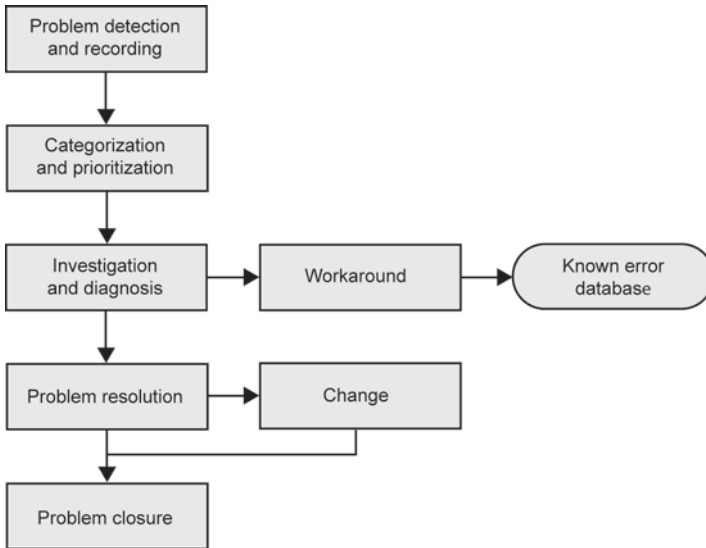 Problem detection
and recording
Categorization
and prioritization
Investigation
and diagnosis
Workaround
Known error
database
Problem resolution
Change
Problem closure